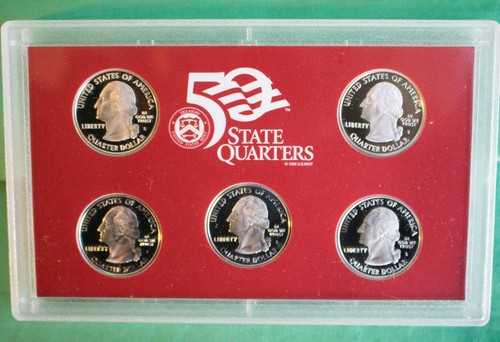 UNITED STATES OF AMERICA
LIBERTY
IN
GOD WE
TRUST
S
QUARTER DOLLAR
50
TM
STATE
QUARTERS
© 1999 U.S. MINT
UNITED STATES OF AMERICA
LIBERTY
IN
GOD WE
TRUST
S
QUARTER DOLLAR
UNITED STATES OF AMERICA
LIBERTY
IN
GOD WE
TRUST
S
QUARTER DOLLAR
UNITED STATES OF AMERICA
LIBERTY
IN
GOD WE
TRUST
S
QUARTER DOLLAR
UNITED STATES OF AMERICA
LIBERTY
IN
GOD WE
TRUST
S
QUARTER DOLLAR